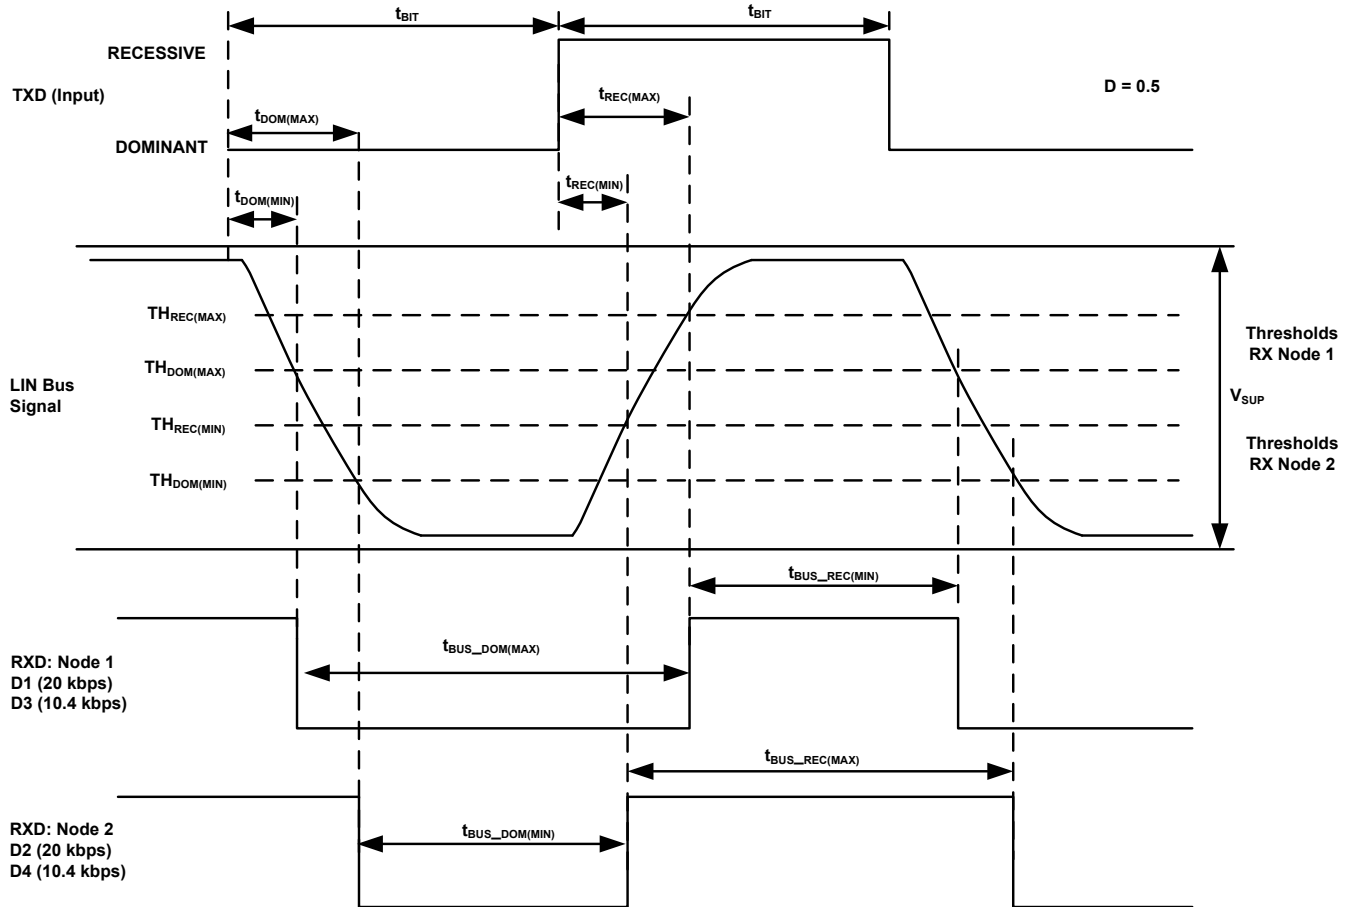 tBIT
tBIT
RECESSIVE
TXD (Input)
D = 0.5
tREC(MAX)
tDOM(MAX)
DOMINANT
tREC(MIN)
tDOM(MIN)
THREC(MAX)
Thresholds
RX Node 1
THDOM(MAX)
LIN Bus
Signal
VSUP
THREC(MIN)
Thresholds
RX Node 2
THDOM(MIN)
tBUS_REC(MIN)
tBUS_DOM(MAX)
RXD: Node 1
D1 (20 kbps)
D3 (10.4 kbps)
tBUS_REC(MAX)
RXD: Node 2
D2 (20 kbps)
D4 (10.4 kbps)
tBUS_DOM(MIN)